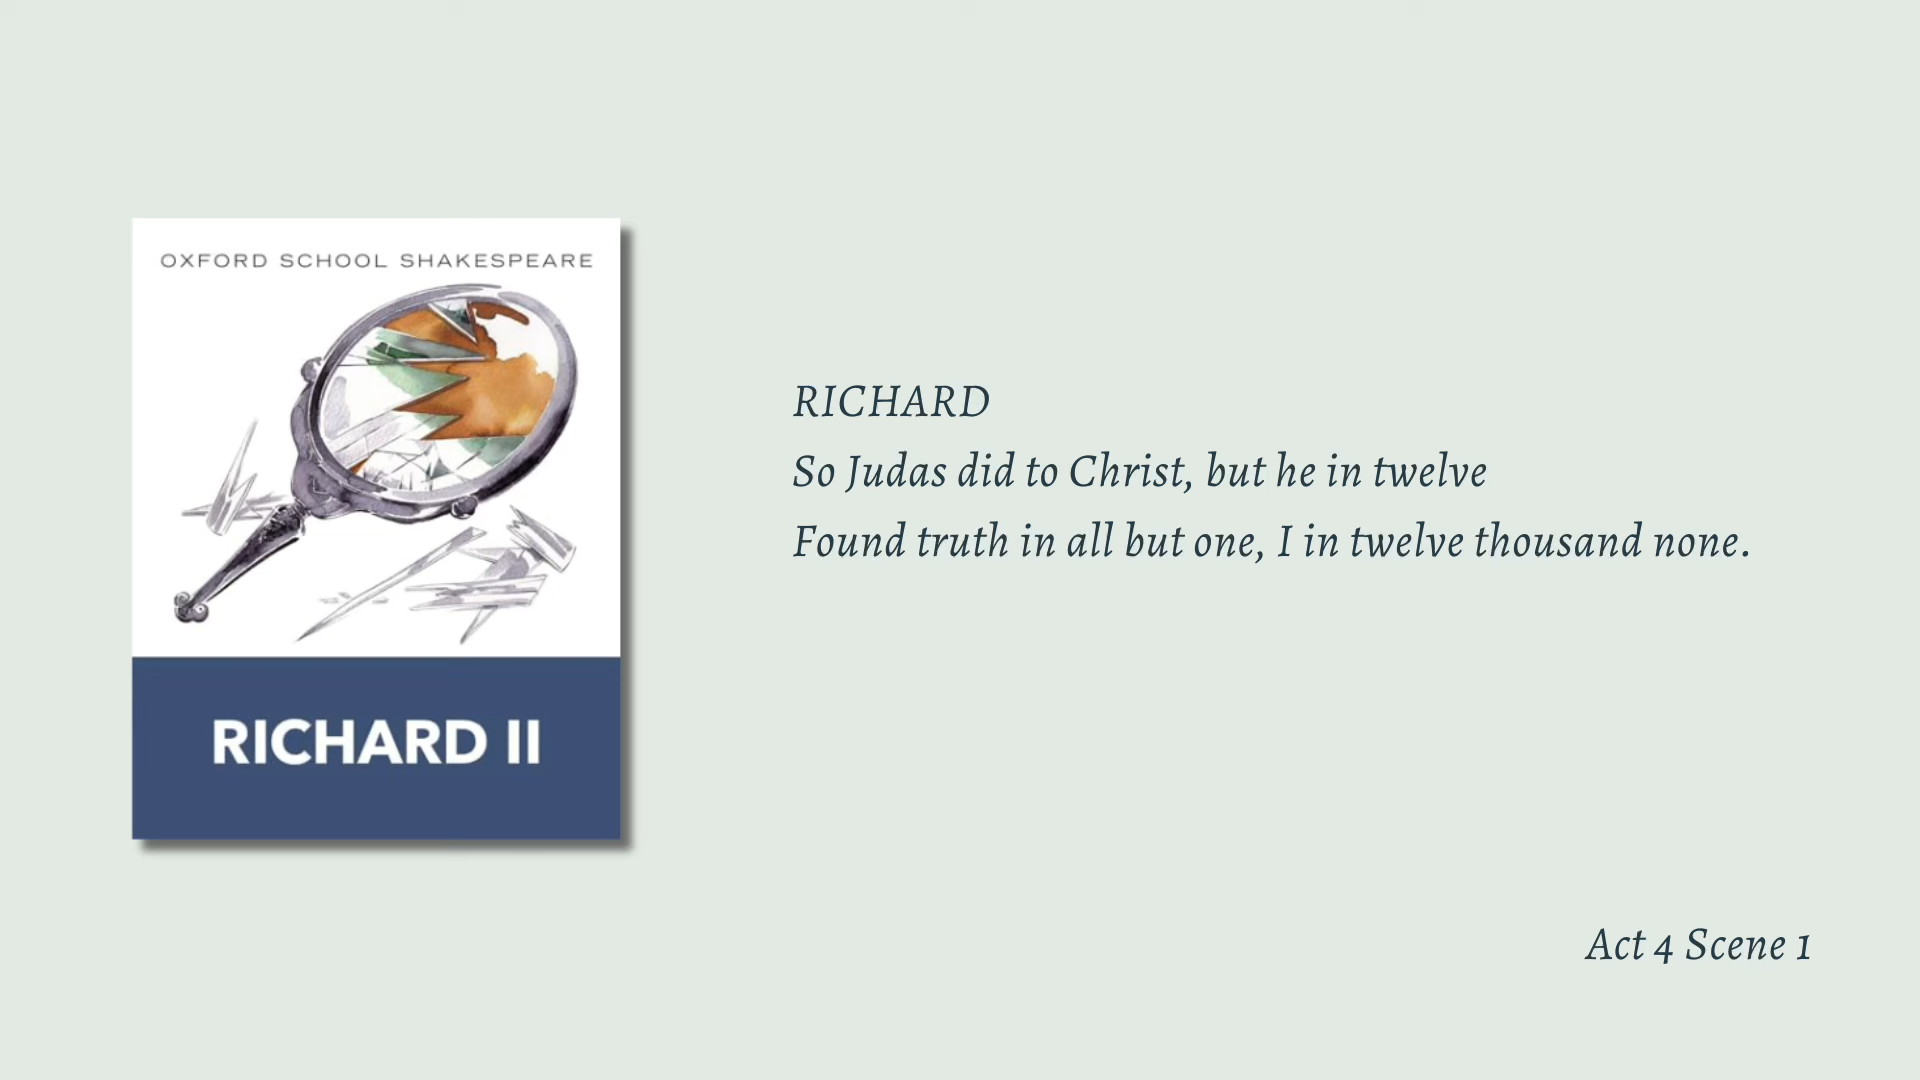 OXFORD SCHOOL SHAKESPEARE
RICHARD II
RICHARD
So Judas did to Christ, but he in twelve
Found truth in all but one, I in twelve thousand none.
Act 4 Scene 1